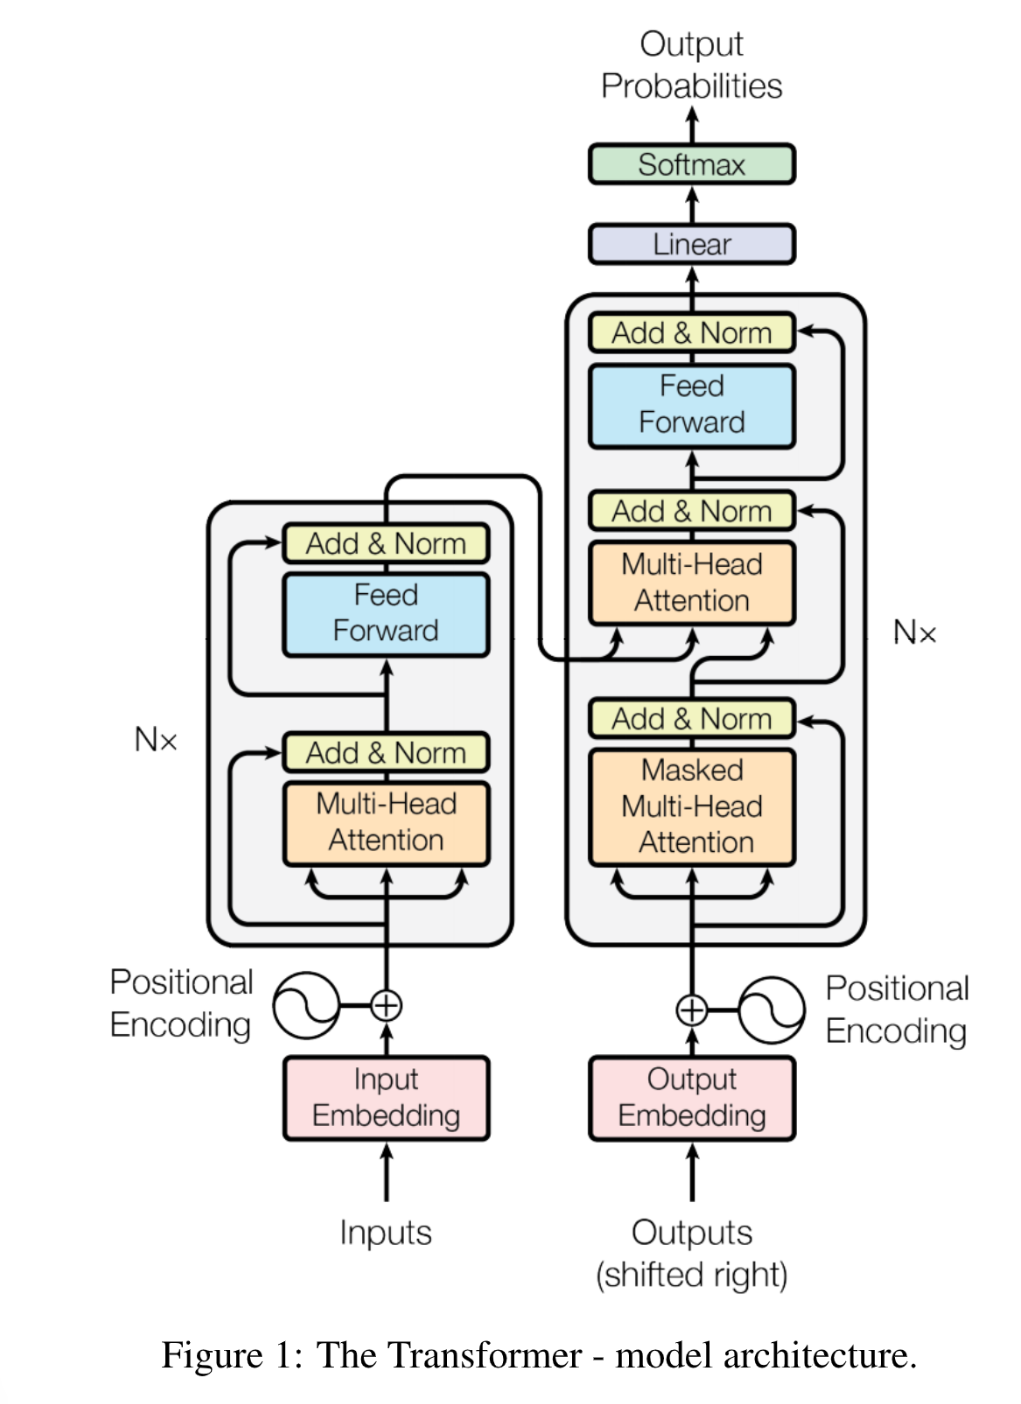 Output
Probabilities
Softmax
Linear
Add & Norm
Feed
Forward
Add & Norm
Multi-Head
Attention
Nx
Add & Norm
Masked
Multi-Head
Attention
Add & Norm
Feed
Forward
Nx
Add & Norm
Multi-Head
Attention
Positional
Encoding
Positional
Encoding
Input
Embedding
Output
Embedding
Inputs
Outputs
(shifted right)
Figure 1: The Transformer - model architecture.